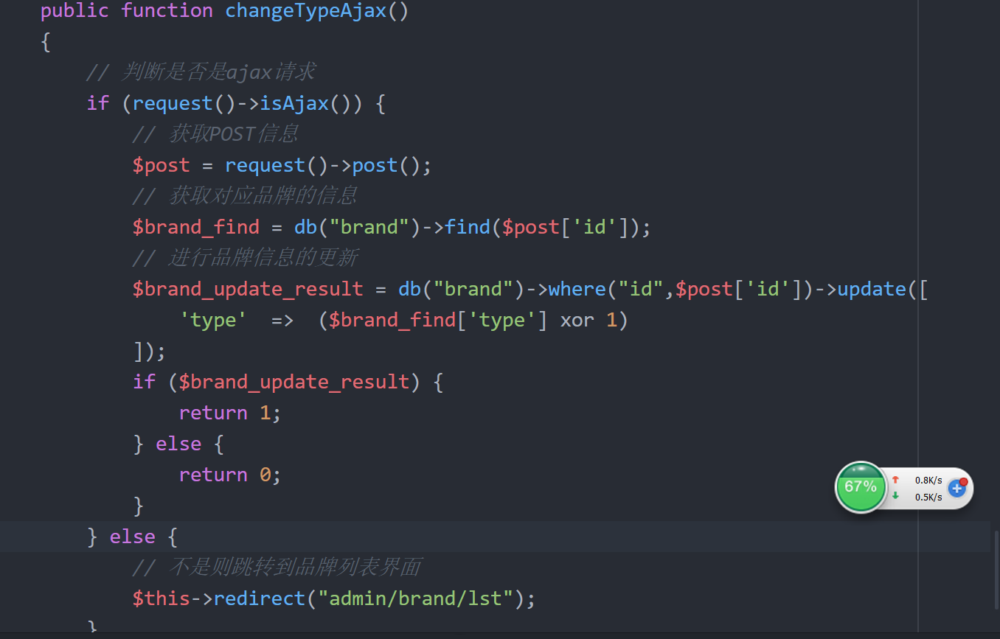 public function changeTypeAjax()
{
// 判断是否是ajax请求
if (request()->isAjax()) {
// 获取POST信息
$post = request()->post();
// 获取对应品牌的信息
$brand_find = db("brand")->find($post['id']);
// 进行品牌信息的更新
$brand_update_result = db("brand")->where("id",$post['id'])->update([
'type'  =>  ($brand_find['type'] xor 1)
]);
if ($brand_update_result) {
return 1;
} else {
return 0;
}
} else {
// 不是则跳转到品牌列表界面
$this->redirect("admin/brand/lst");
}
67%
↑ 0.8K/s
↓ 0.5K/s